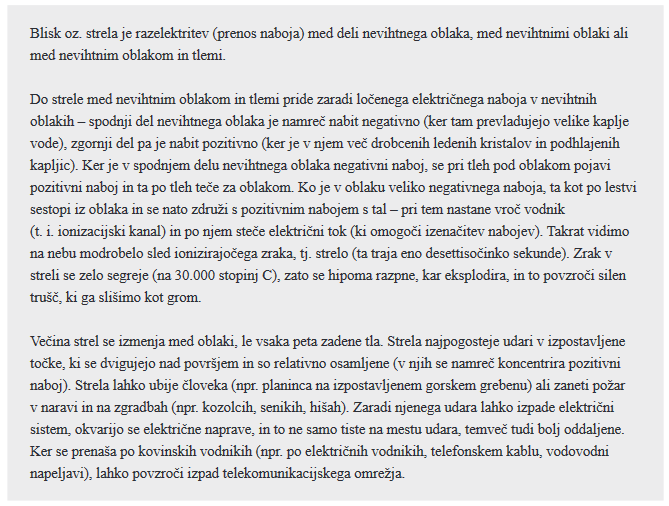 Blisk oz. strela je razelektritev (prenos naboja) med deli nevihtnega oblaka, med nevihtnimi oblaki ali
med nevihtnim oblakom in tlemi.
Do strele med nevihtnim oblakom in tlemi pride zaradi ločenega električnega naboja v nevihtnih
oblakih – spodnji del nevihtnega oblaka je namreč nabit negativno (ker tam prevladujejo velike kaplje
vode), zgornji del pa je nabit pozitivno (ker je v njem več drobcenih ledenih kristalov in podhlajenih
kapljic). Ker je v spodnjem delu nevihtnega oblaka negativni naboj, se pri tleh pod oblakom pojavi
pozitivni naboj in ta po tleh teče za oblakom. Ko je v oblaku veliko negativnega naboja, ta kot po lestvi
sestopi iz oblaka in se nato združi s pozitivnim nabojem s tal – pri tem nastane vroč vodnik
(t. i. ionizacijski kanal) in po njem steče električni tok (ki omogoči izenačitev nabojev). Takrat vidimo
na nebu modrobelo sled ionizirajočega zraka, tj. strelo (ta traja eno desettisočinko sekunde). Zrak v
streli se zelo segreje (na 30.000 stopinj C), zato se hipoma razpne, kar eksplodira, in to povzroči silen
trušč, ki ga slišimo kot grom.
Večina strel se izmenja med oblaki, le vsaka peta zadene tla. Strela najpogosteje udari v izpostavljene
točke, ki se dvigujejo nad površjem in so relativno osamljene (v njih se namreč koncentrira pozitivni
naboj). Strela lahko ubije človeka (npr. planinca na izpostavljenem gorskem grebenu) ali zaneti požar
v naravi in na zgradbah (npr. kozolcih, senikih, hišah). Zaradi njenega udara lahko izpade električni
sistem, okvarijo se električne naprave, in to ne samo tiste na mestu udara, temveč tudi bolj oddaljene.
Ker se prenaša po kovinskih vodnikih (npr. po električnih vodnikih, telefonskem kablu, vodovodni
napeljavi), lahko povzroči izpad telekomunikacijskega omrežja.